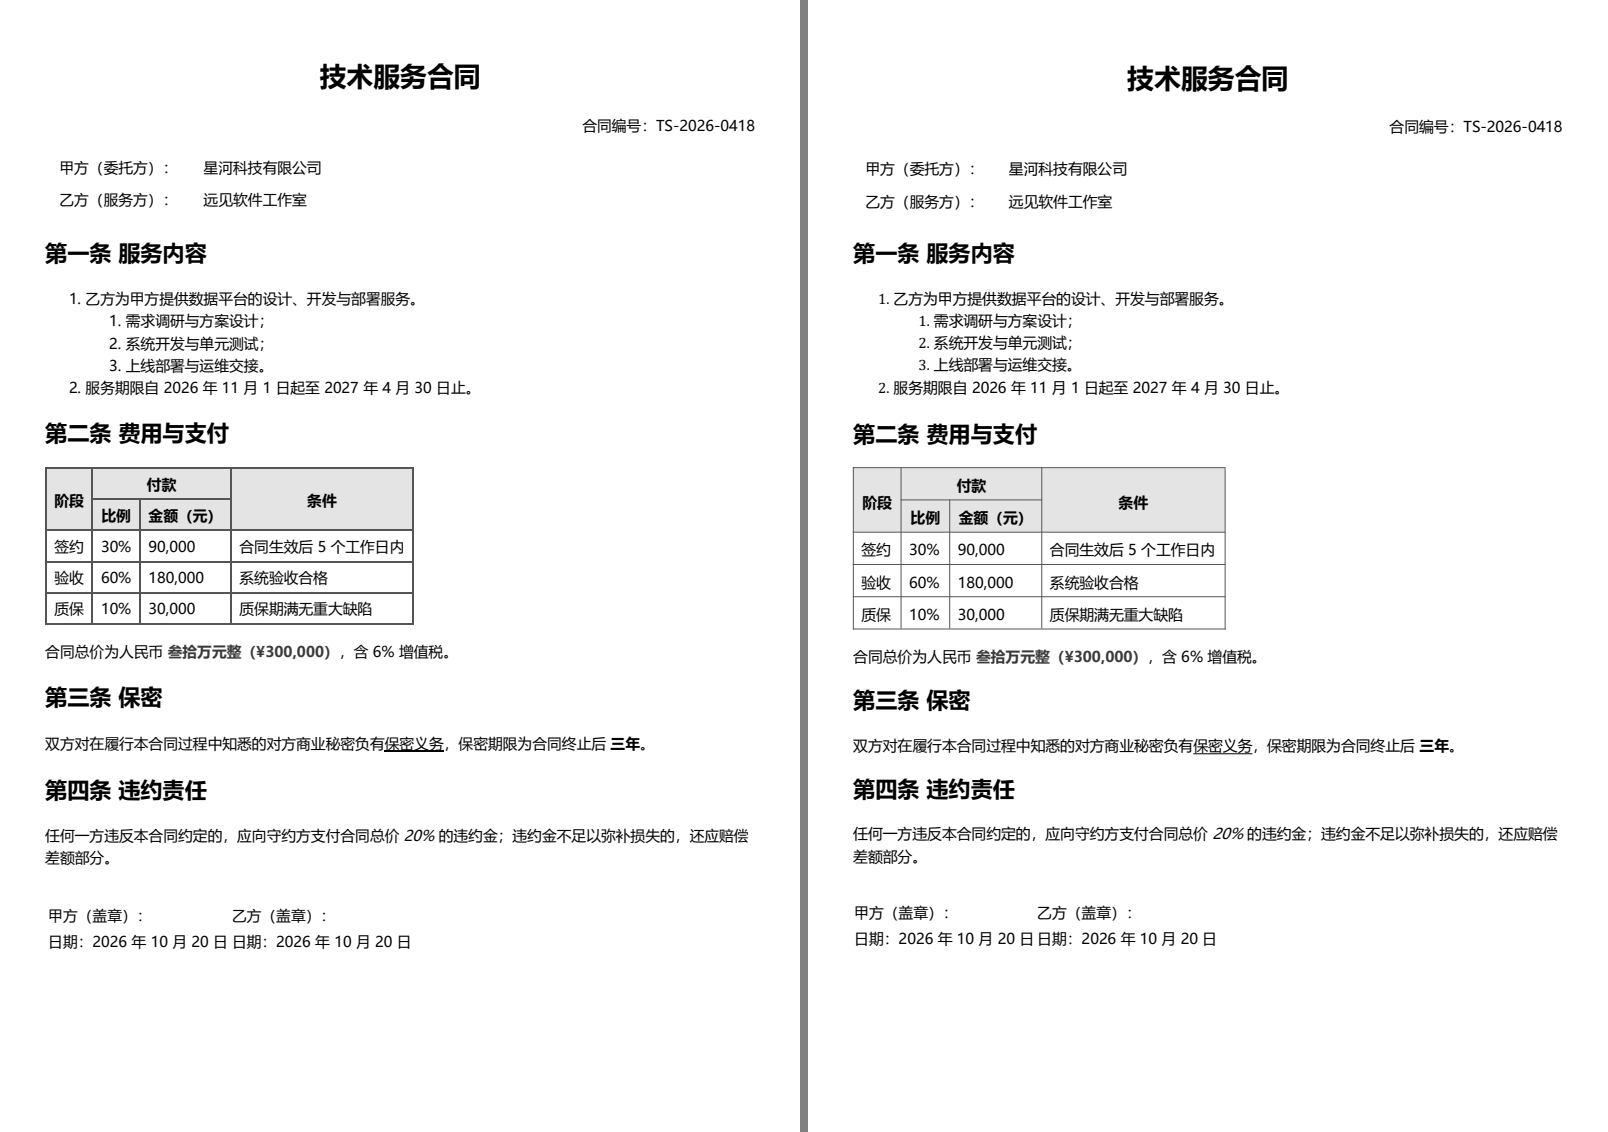 技术服务合同
合同编号：TS-2026-0418
甲方（委托方）： 星河科技有限公司
乙方（服务方）： 远见软件工作室
第一条 服务内容
1. 乙方为甲方提供数据平台的设计、开发与部署服务。
1. 需求调研与方案设计；
2. 系统开发与单元测试；
3. 上线部署与运维交接。
2. 服务期限自 2026 年 11 月 1 日起至 2027 年 4 月 30 日止。
第二条 费用与支付
阶段 付款 条件
比例 金额（元）
签约 30% 90,000 合同生效后 5 个工作日内
验收 60% 180,000 系统验收合格
质保 10% 30,000 质保期满无重大缺陷
合同总价为人民币 叁拾万元整（¥300,000），含 6% 增值税。
第三条 保密
双方对在履行本合同过程中知悉的对方商业秘密负有保密义务，保密期限为合同终止后 三年。
第四条 违约责任
任何一方违反本合同约定的，应向守约方支付合同总价 20% 的违约金；违约金不足以弥补损失的，还应赔偿
差额部分。
甲方（盖章）： 乙方（盖章）：
日期：2026 年 10 月 20 日 日期：2026 年 10 月 20 日
技术服务合同
合同编号：TS-2026-0418
甲方（委托方）： 星河科技有限公司
乙方（服务方）： 远见软件工作室
第一条 服务内容
1. 乙方为甲方提供数据平台的设计、开发与部署服务。
1. 需求调研与方案设计；
2. 系统开发与单元测试；
3. 上线部署与运维交接。
2. 服务期限自 2026 年 11 月 1 日起至 2027 年 4 月 30 日止。
第二条 费用与支付
阶段 付款 条件
比例 金额（元）
签约 30% 90,000 合同生效后 5 个工作日内
验收 60% 180,000 系统验收合格
质保 10% 30,000 质保期满无重大缺陷
合同总价为人民币 叁拾万元整（¥300,000），含 6% 增值税。
第三条 保密
双方对在履行本合同过程中知悉的对方商业秘密负有保密义务，保密期限为合同终止后 三年。
第四条 违约责任
任何一方违反本合同约定的，应向守约方支付合同总价 20% 的违约金；违约金不足以弥补损失的，还应赔偿
差额部分。
甲方（盖章）： 乙方（盖章）：
日期：2026 年 10 月 20 日 日期：2026 年 10 月 20 日